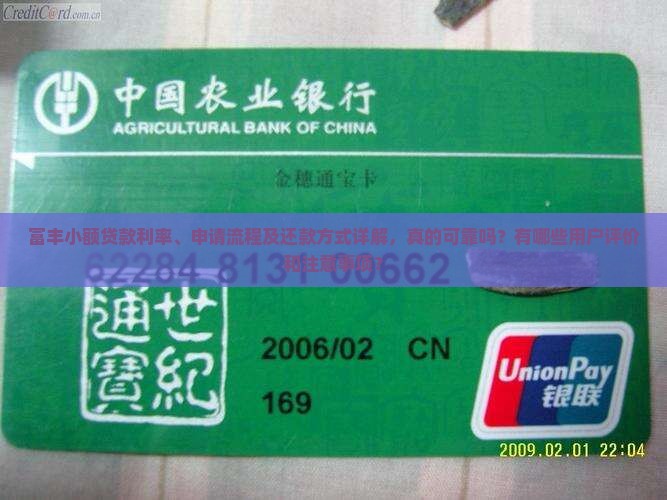 CreditCard.com.cn
中国农业银行
AGRICULTURAL BANK OF CHINA
金穗通宝卡
富丰小额贷款利率、申请流程及还款方式详解，真的可靠吗？有哪些用户评价
和注意事项？
62284 8131 00662
世紀
通寶
2006/02 CN
169
UnionPay
银联
2009.02.01 22:04